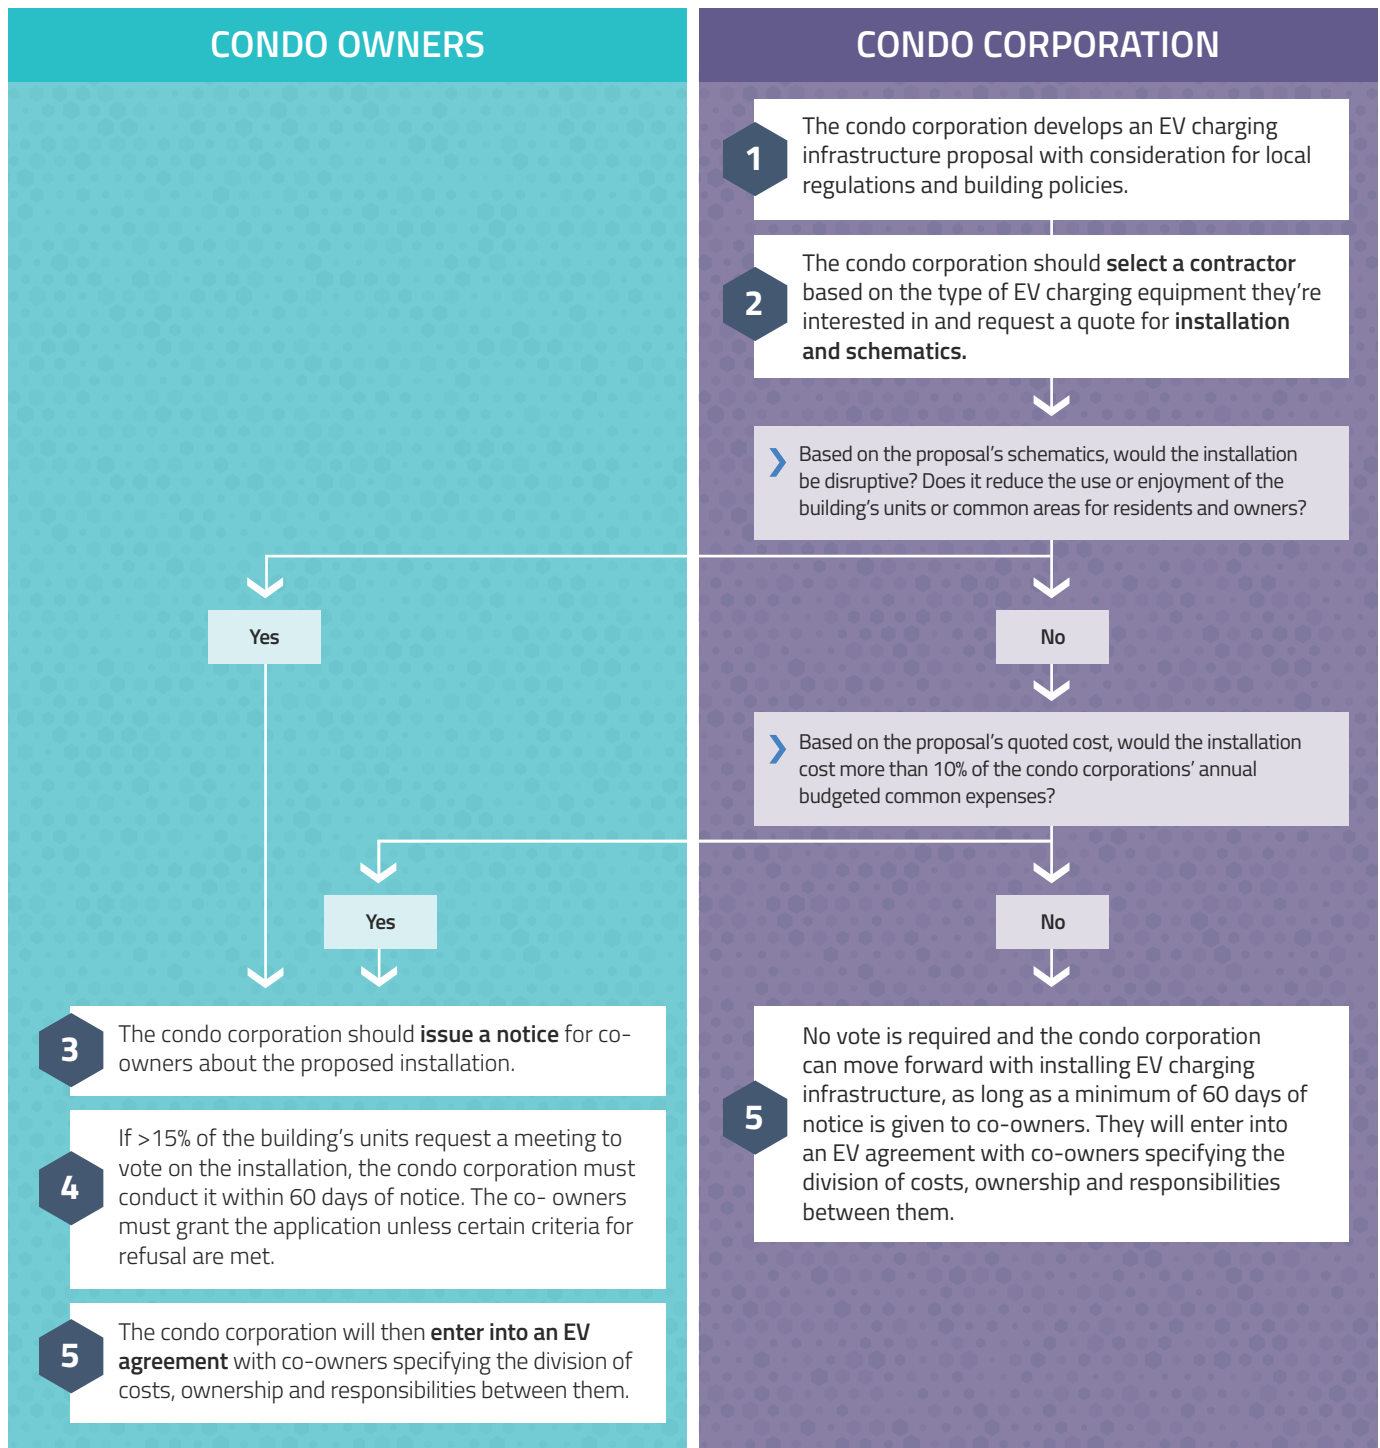 CONDO OWNERS
CONDO CORPORATION
1
The condo corporation develops an EV charging
infrastructure proposal with consideration for local
regulations and building policies.
2
The condo corporation should select a contractor
based on the type of EV charging equipment they're
interested in and request a quote for installation
and schematics.
Based on the proposal's schematics, would the installation
be disruptive? Does it reduce the use or enjoyment of the
building's units or common areas for residents and owners?
Yes
No
Based on the proposal's quoted cost, would the installation
cost more than 10% of the condo corporations' annual
budgeted common expenses?
Yes
No
3
The condo corporation should issue a notice for co-
owners about the proposed installation.
4
If >15% of the building's units request a meeting to
vote on the installation, the condo corporation must
conduct it within 60 days of notice. The co- owners
must grant the application unless certain criteria for
refusal are met.
5
The condo corporation will then enter into an EV
agreement with co-owners specifying the division of
costs, ownership and responsibilities between them.
5
No vote is required and the condo corporation
can move forward with installing EV charging
infrastructure, as long as a minimum of 60 days of
notice is given to co-owners. They will enter into
an EV agreement with co-owners specifying the
division of costs, ownership and responsibilities
between them.